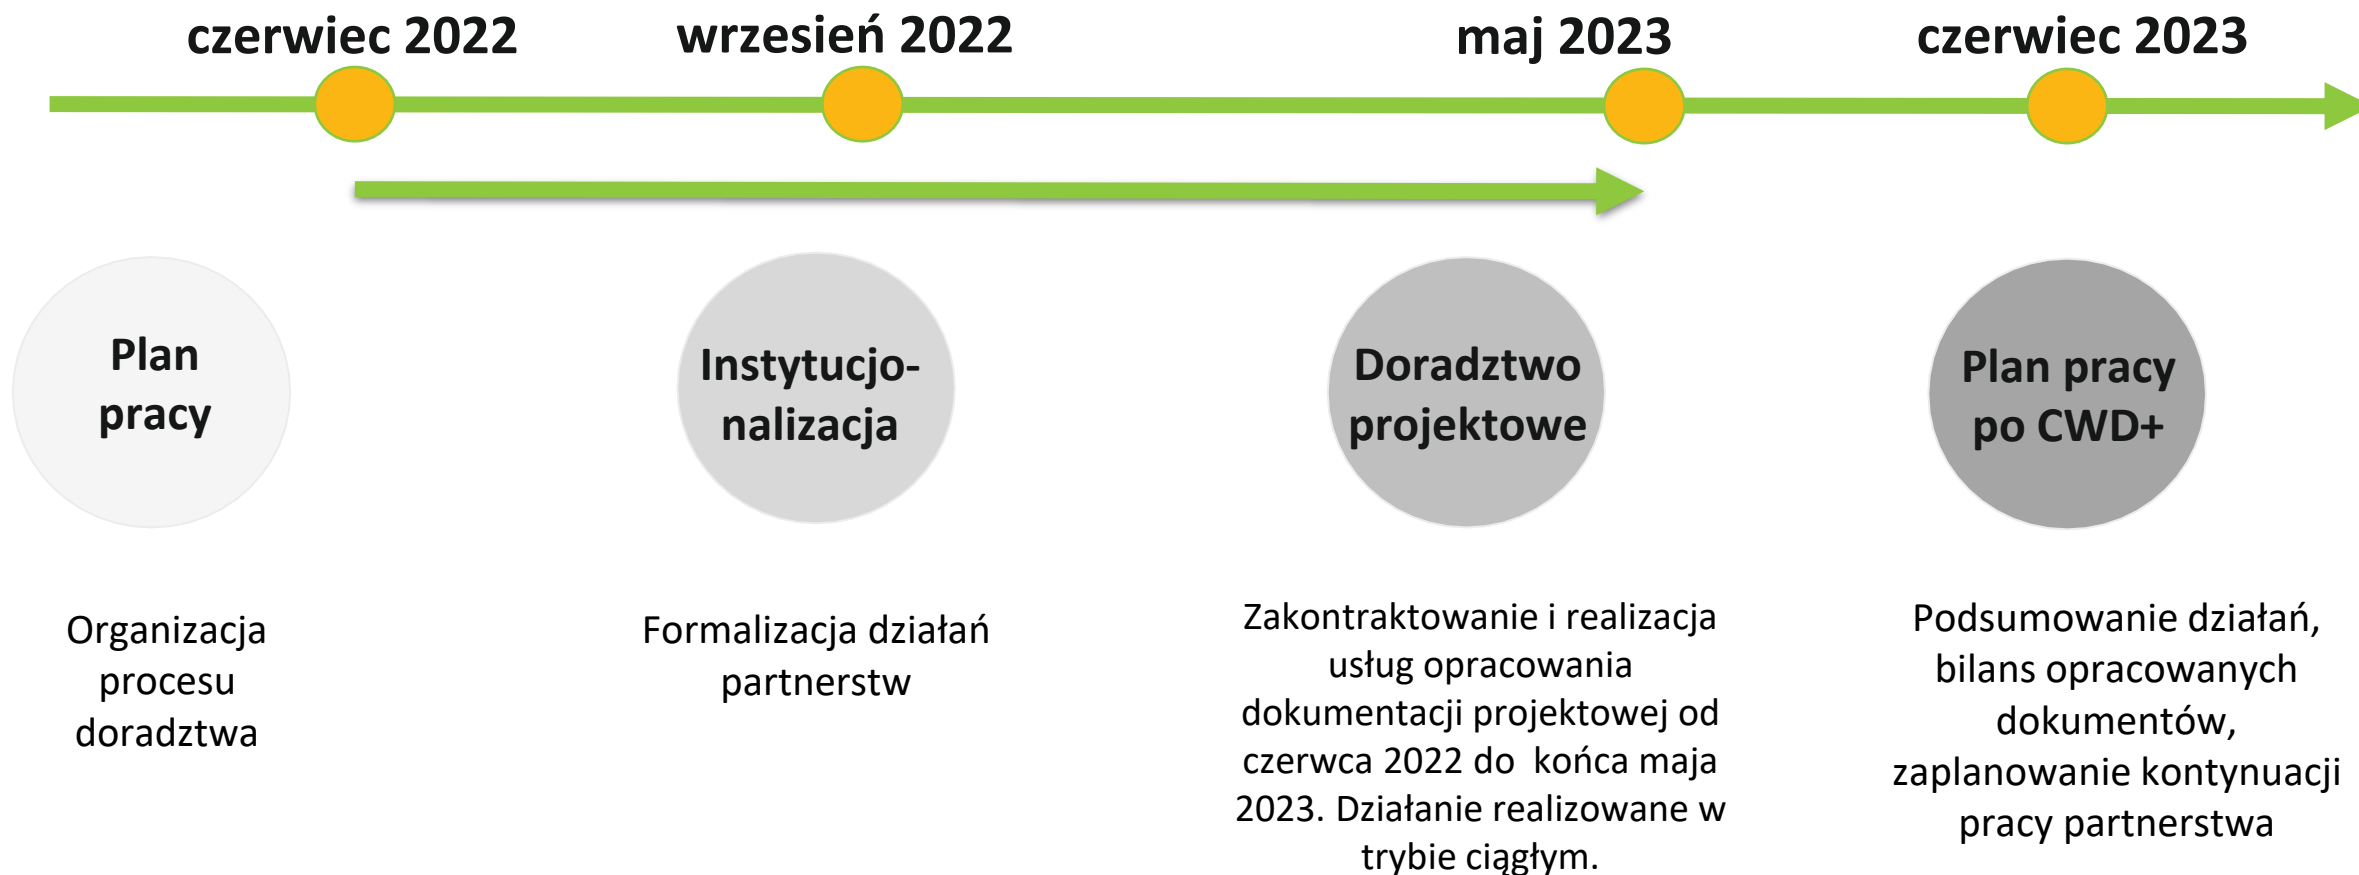 czerwiec 2022
wrzesień 2022
maj 2023
czerwiec 2023
Plan
pracy
Instytucjo-
nalizacja
Doradztwo
projektowe
Plan pracy
po CWD+
Organizacja
procesu
doradztwa
Formalizacja działań
partnerstw
Zakontraktowanie i realizacja
usług opracowania
dokumentacji projektowej od
czerwca 2022 do  końca maja
2023. Działanie realizowane w
trybie ciągłym.
Podsumowanie działań,
bilans opracowanych
dokumentów,
zaplanowanie kontynuacji
pracy partnerstwa